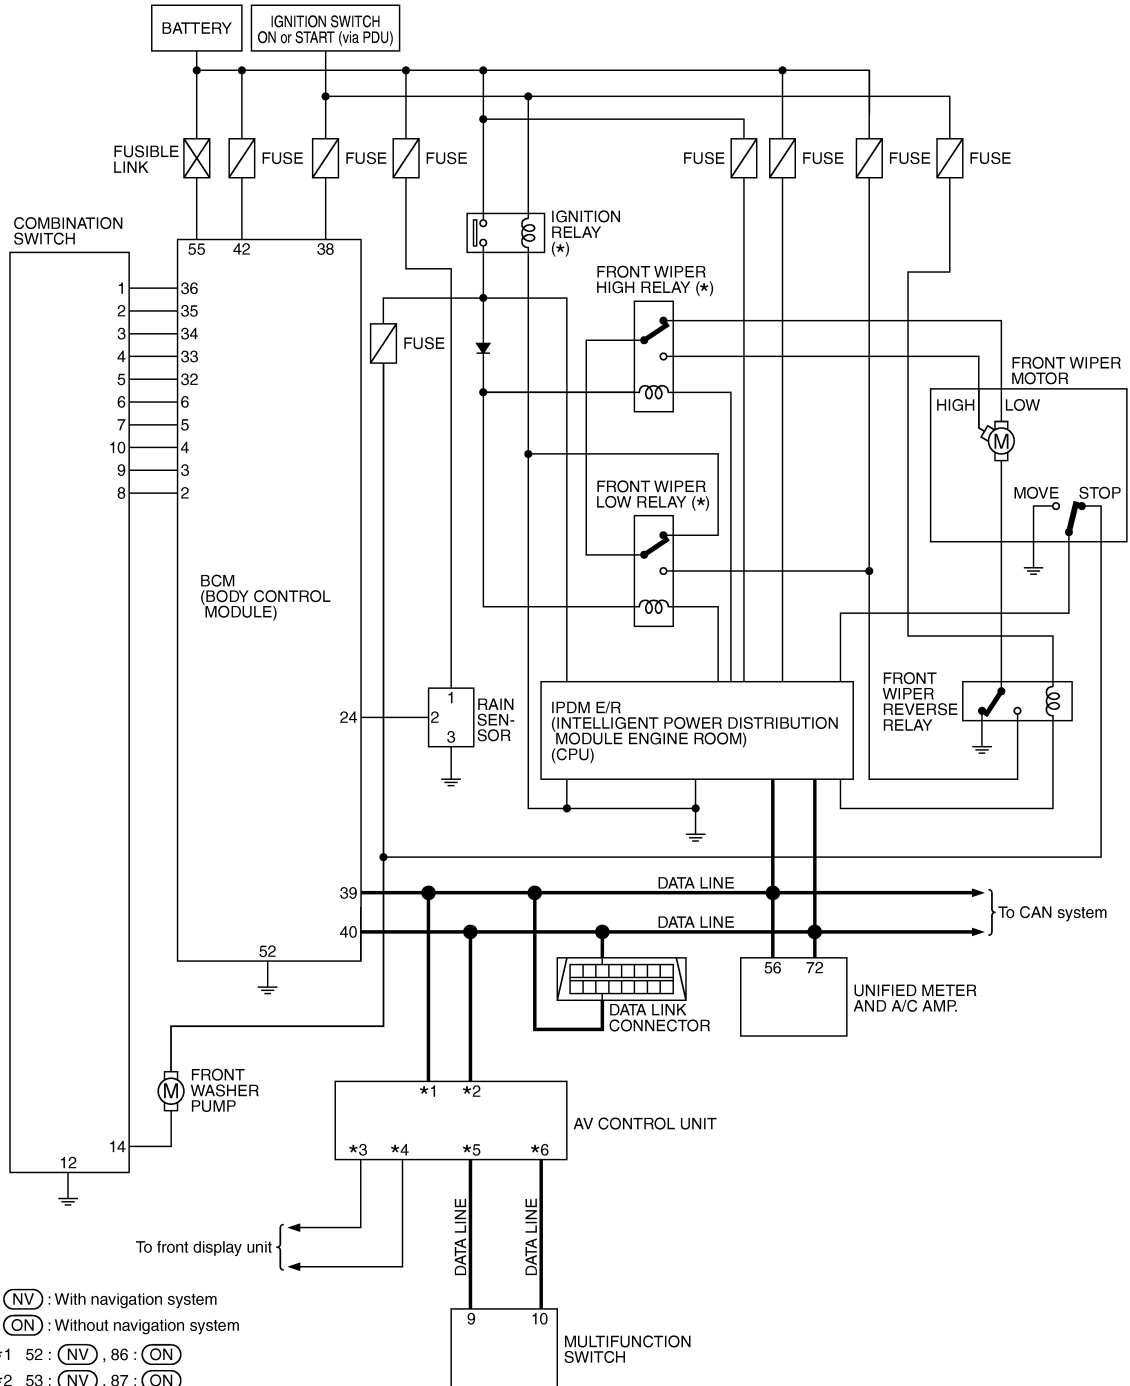 BATTERY
IGNITION SWITCH
ON or START (via PDU)
FUSIBLE
LINK
FUSE
FUSE
FUSE
FUSE
FUSE
FUSE
FUSE
COMBINATION
SWITCH
55
42
38
IGNITION
RELAY
(*)
FRONT WIPER
HIGH RELAY (*)
1
36
2
35
3
34
4
33
5
32
6
6
7
5
10
4
9
3
8
2
FUSE
FRONT WIPER
MOTOR
HIGH
LOW
M
MOVE
STOP
FRONT WIPER
LOW RELAY (*)
BCM
(BODY CONTROL
MODULE)
24
1
2
3
RAIN
SEN-
SOR
IPDM E/R
(INTELLIGENT POWER DISTRIBUTION
MODULE ENGINE ROOM)
(CPU)
FRONT
WIPER
REVERSE
RELAY
39
DATA LINE
40
DATA LINE
To CAN system
52
56
72
UNIFIED METER
AND A/C AMP.
DATA LINK
CONNECTOR
M
FRONT
WASHER
PUMP
*1
*2
AV CONTROL UNIT
*3
*4
*5
*6
14
12
DATA LINE
DATA LINE
To front display unit
NV : With navigation system
ON : Without navigation system
*1 52 : NV , 86 : ON
*2 53 : NV , 87 : ON
9
10
MULTIFUNCTION
SWITCH